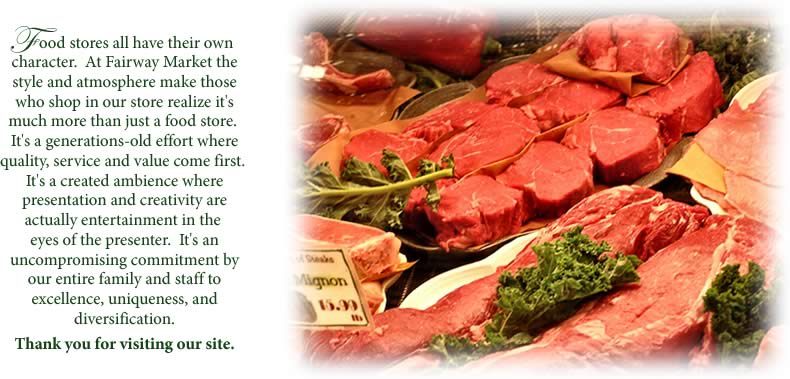 Food stores all have their own
character. At Fairway Market the
style and atmosphere make those
who shop in our store realize it's
much more than just a food store.
It's a generations-old effort where
quality, service and value come first.
It's a created ambience where
presentation and creativity are
actually entertainment in the
eyes of the presenter. It's an
uncompromising commitment by
our entire family and staff to
excellence, uniqueness, and
diversification.
Thank you for visiting our site.
of Steaks
Mignon
15.99
lb